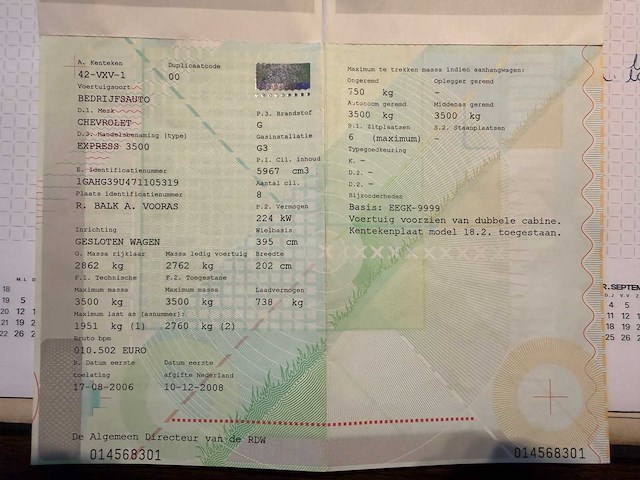 A. Kenteken Duplicaatcode
42-VXV-1 00
Voertuigsoort
BEDRIJFSAUTO
D.1. Merk P.3. Brandstof
CHEVROLET G
D.3. Handelsbenaming (type) Gasinstallatie
EXPRESS 3500 G3
P.1. Cil. inhoud
E. Identificatienummer 5967 cm3
1GAHG39U471105319 Aantal cil.
Plaats identificatienummer 8
R. BALK A. VOORAS P.2. Vermogen
224 kW
Inrichting Wielbasis
GESLOTEN WAGEN 395 cm
G. Massa rijklaar Massa ledig voertuig Breedte
2862 kg 2762 kg 202 cm
F.1. Technische F.2. Toegestane
Maximum massa Maximum massa Laadvermogen
3500 kg 3500 kg 738 kg
Maximum last as (asnummer):
1951 kg (1) 2760 kg (2)
Bruto bpm
010.502 EURO
B. Datum eerste Datum eerste
toelating afgifte Nederland
17-08-2006 10-12-2008
De Algemeen Directeur van de RDW
014568301
Maximum te trekken massa indien aanhangwagen:
Ongeremd Oplegger geremd
750 kg -
Autonoom geremd Middenas geremd
3500 kg 3500 kg
S.1. Zitplaatsen S.2. Staanplaatsen
6 (maximum) -
Typegoedkeuring
K. -
D.2. -
D.2. -
Bijzonderheden
Basis: EEGK-9999
Voertuig voorzien van dubbele cabine.
Kentekenplaat model 18.2. toegestaan.
014568301